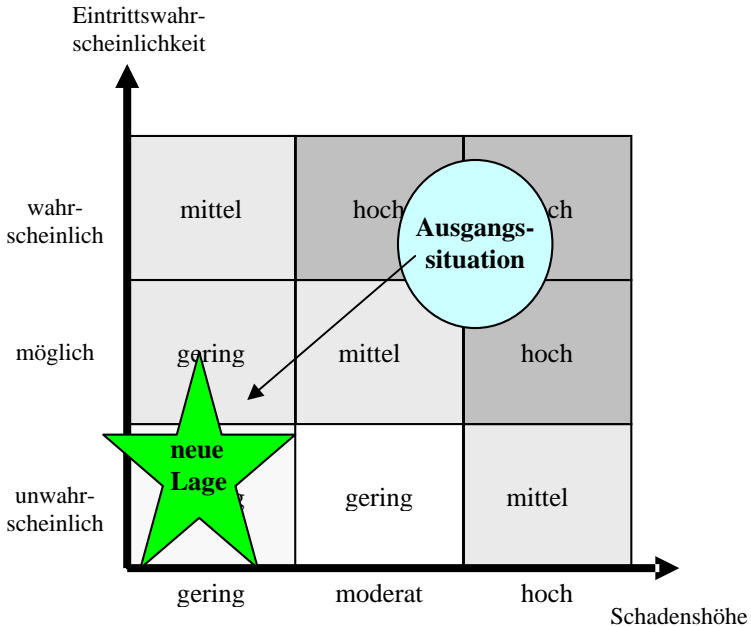 Eintrittswahr-
scheinlichkeit
wahr-
scheinlich
mittel
hoch
ch
Ausgangs-
situation
möglich
gering
mittel
hoch
neue
Lage
unwahr-
scheinlich
g
gering
mittel
gering
moderat
hoch
Schadenshöhe